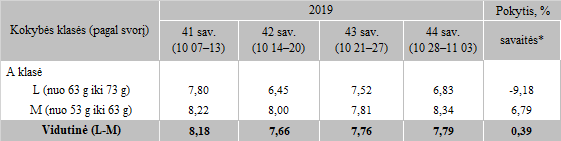 Kokybės klasės (pagal svorį) 2019 Pokytis, %
41 sav. (10 07–13) 42 sav. (10 14–20) 43 sav. (10 21–27) 44 sav. (10 28–11 03) savaitės*
A klasė
L (nuo 63 g iki 73 g) 7,80 6,45 7,52 6,83 -9,18
M (nuo 53 g iki 63 g) 8,22 8,00 7,81 8,34 6,79
Vidutinė (L-M) 8,18 7,66 7,76 7,79 0,39